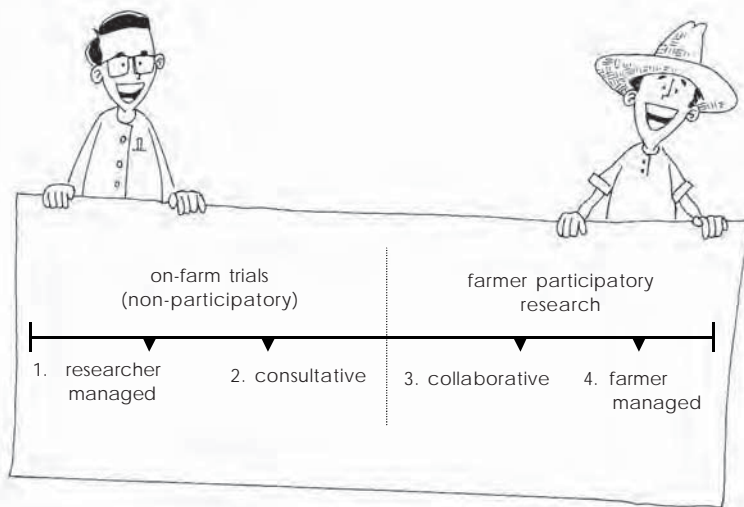 on-farm trials
(non-participatory)
farmer participatory
research
1. researcher
managed
2. consultative
3. collaborative
4. farmer
managed